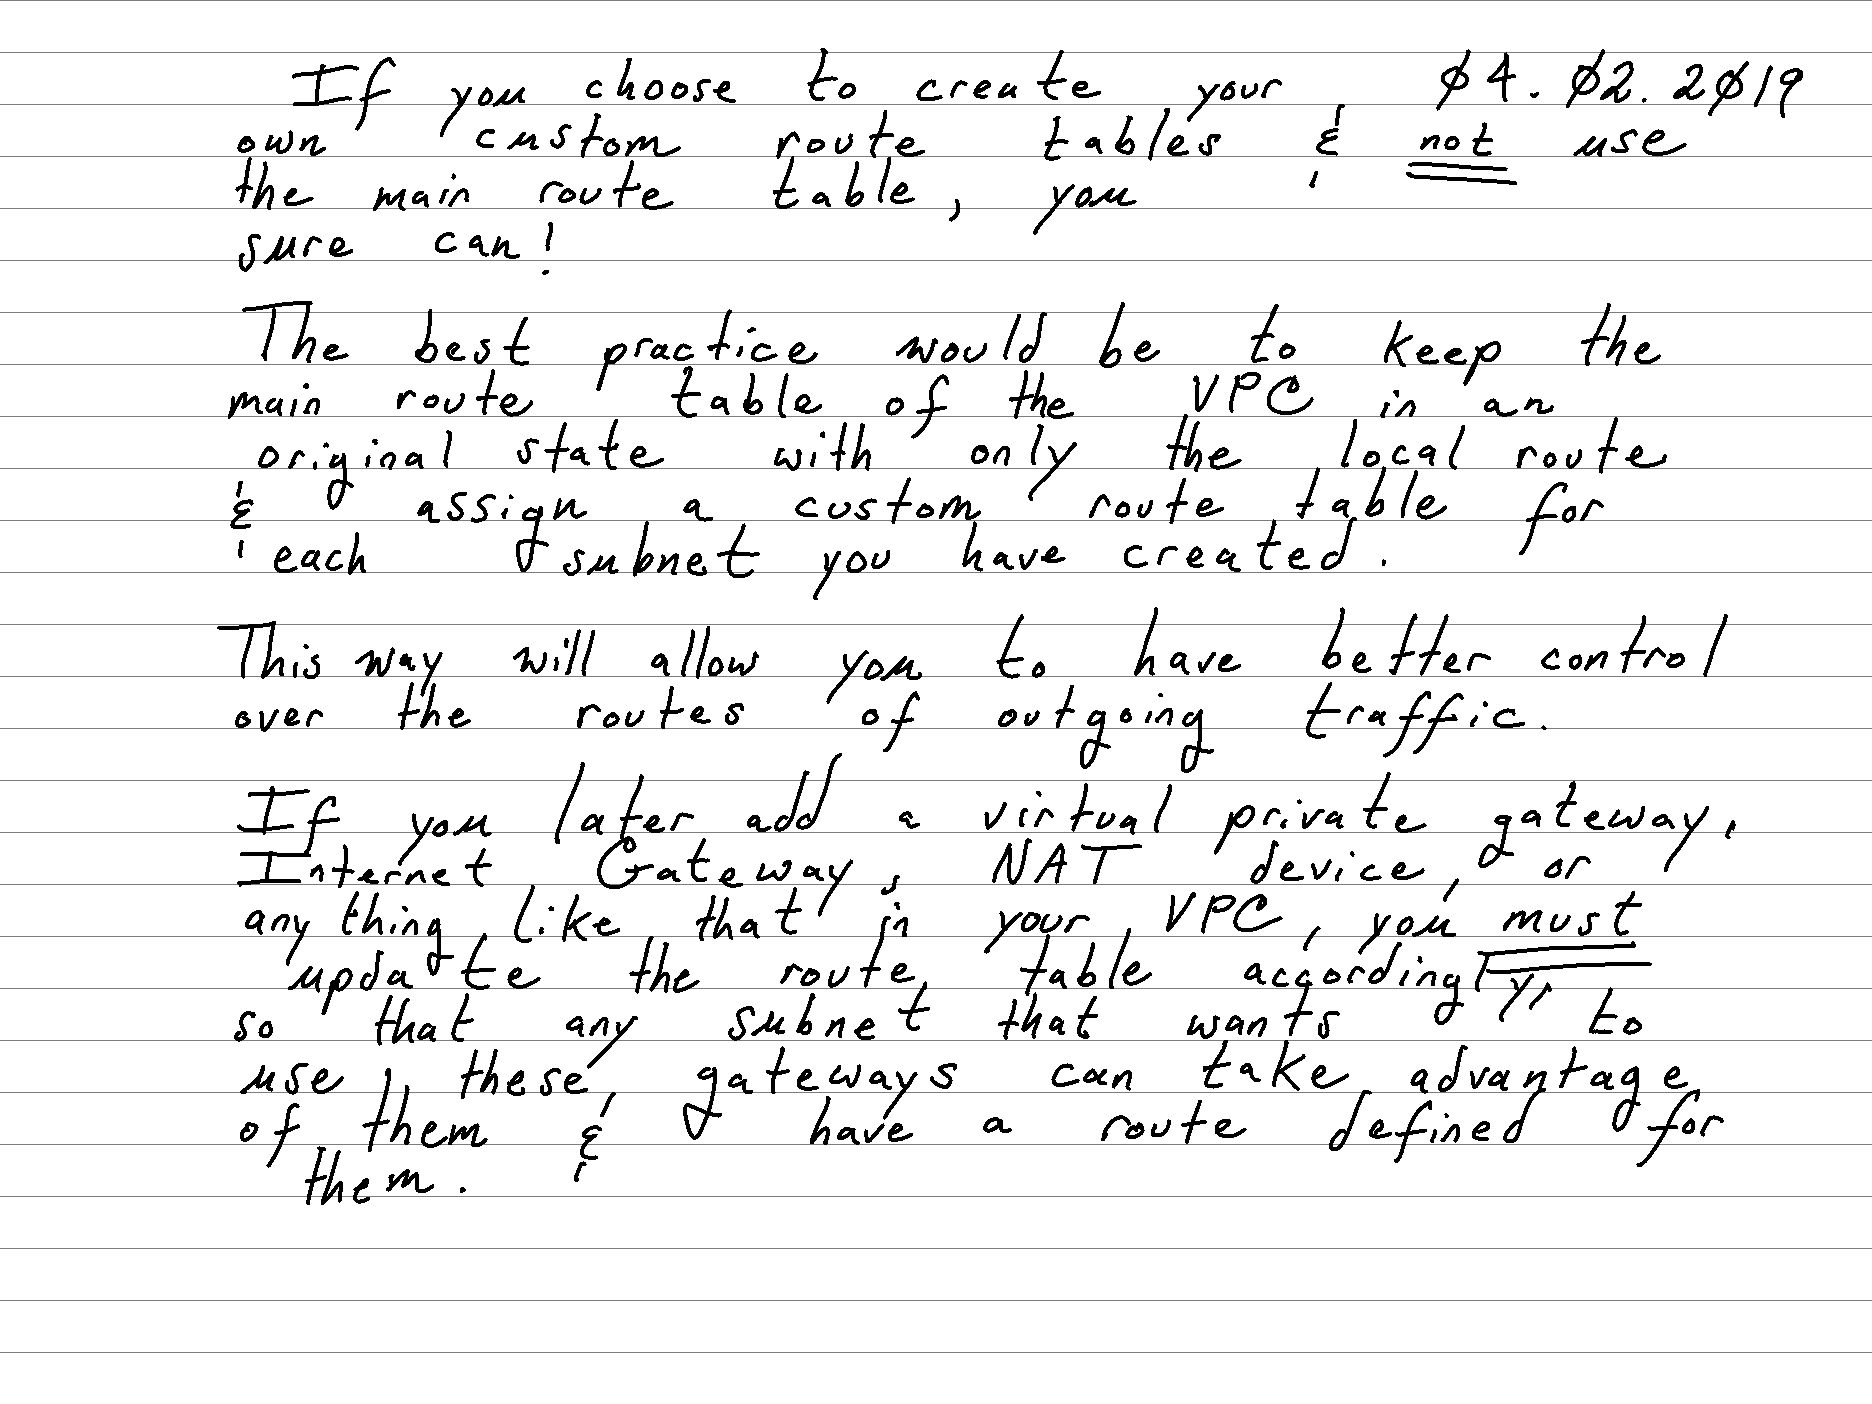 If you choose to create your 04.02.2019
own custom route tables & not use
the main route table, you
sure can!
The best practice would be to keep the
main route table of the VPC in an
original state with only the local route
& assign a custom route table for
each subnet you have created.
This way will allow you to have better control
over the routes of outgoing traffic.
If you later add a virtual private gateway,
Internet Gateway, NAT device, or
anything like that in your VPC, you must
update the route table accordingly,
so that any subnet that wants to
use these gateways can take advantage
of them & have a route defined for
them.